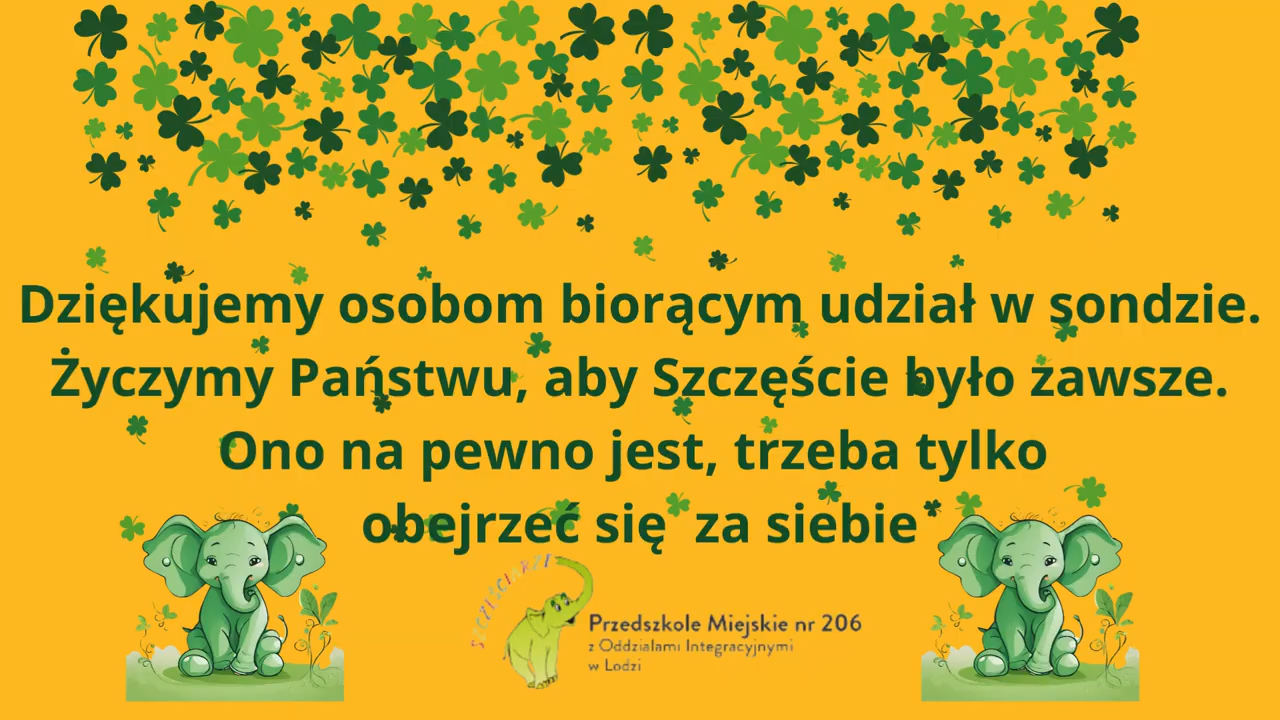 Dziękujemy osobom biorącym udział w sondzie.
Życzymy Państwu, aby Szczęście było zawsze.
Ono na pewno jest, trzeba tylko
obejrzeć się za siebie
SZCZĘŚCIARZE
Przedszkole Miejskie nr 206
z Oddziałami Integracyjnymi
w Łodzi